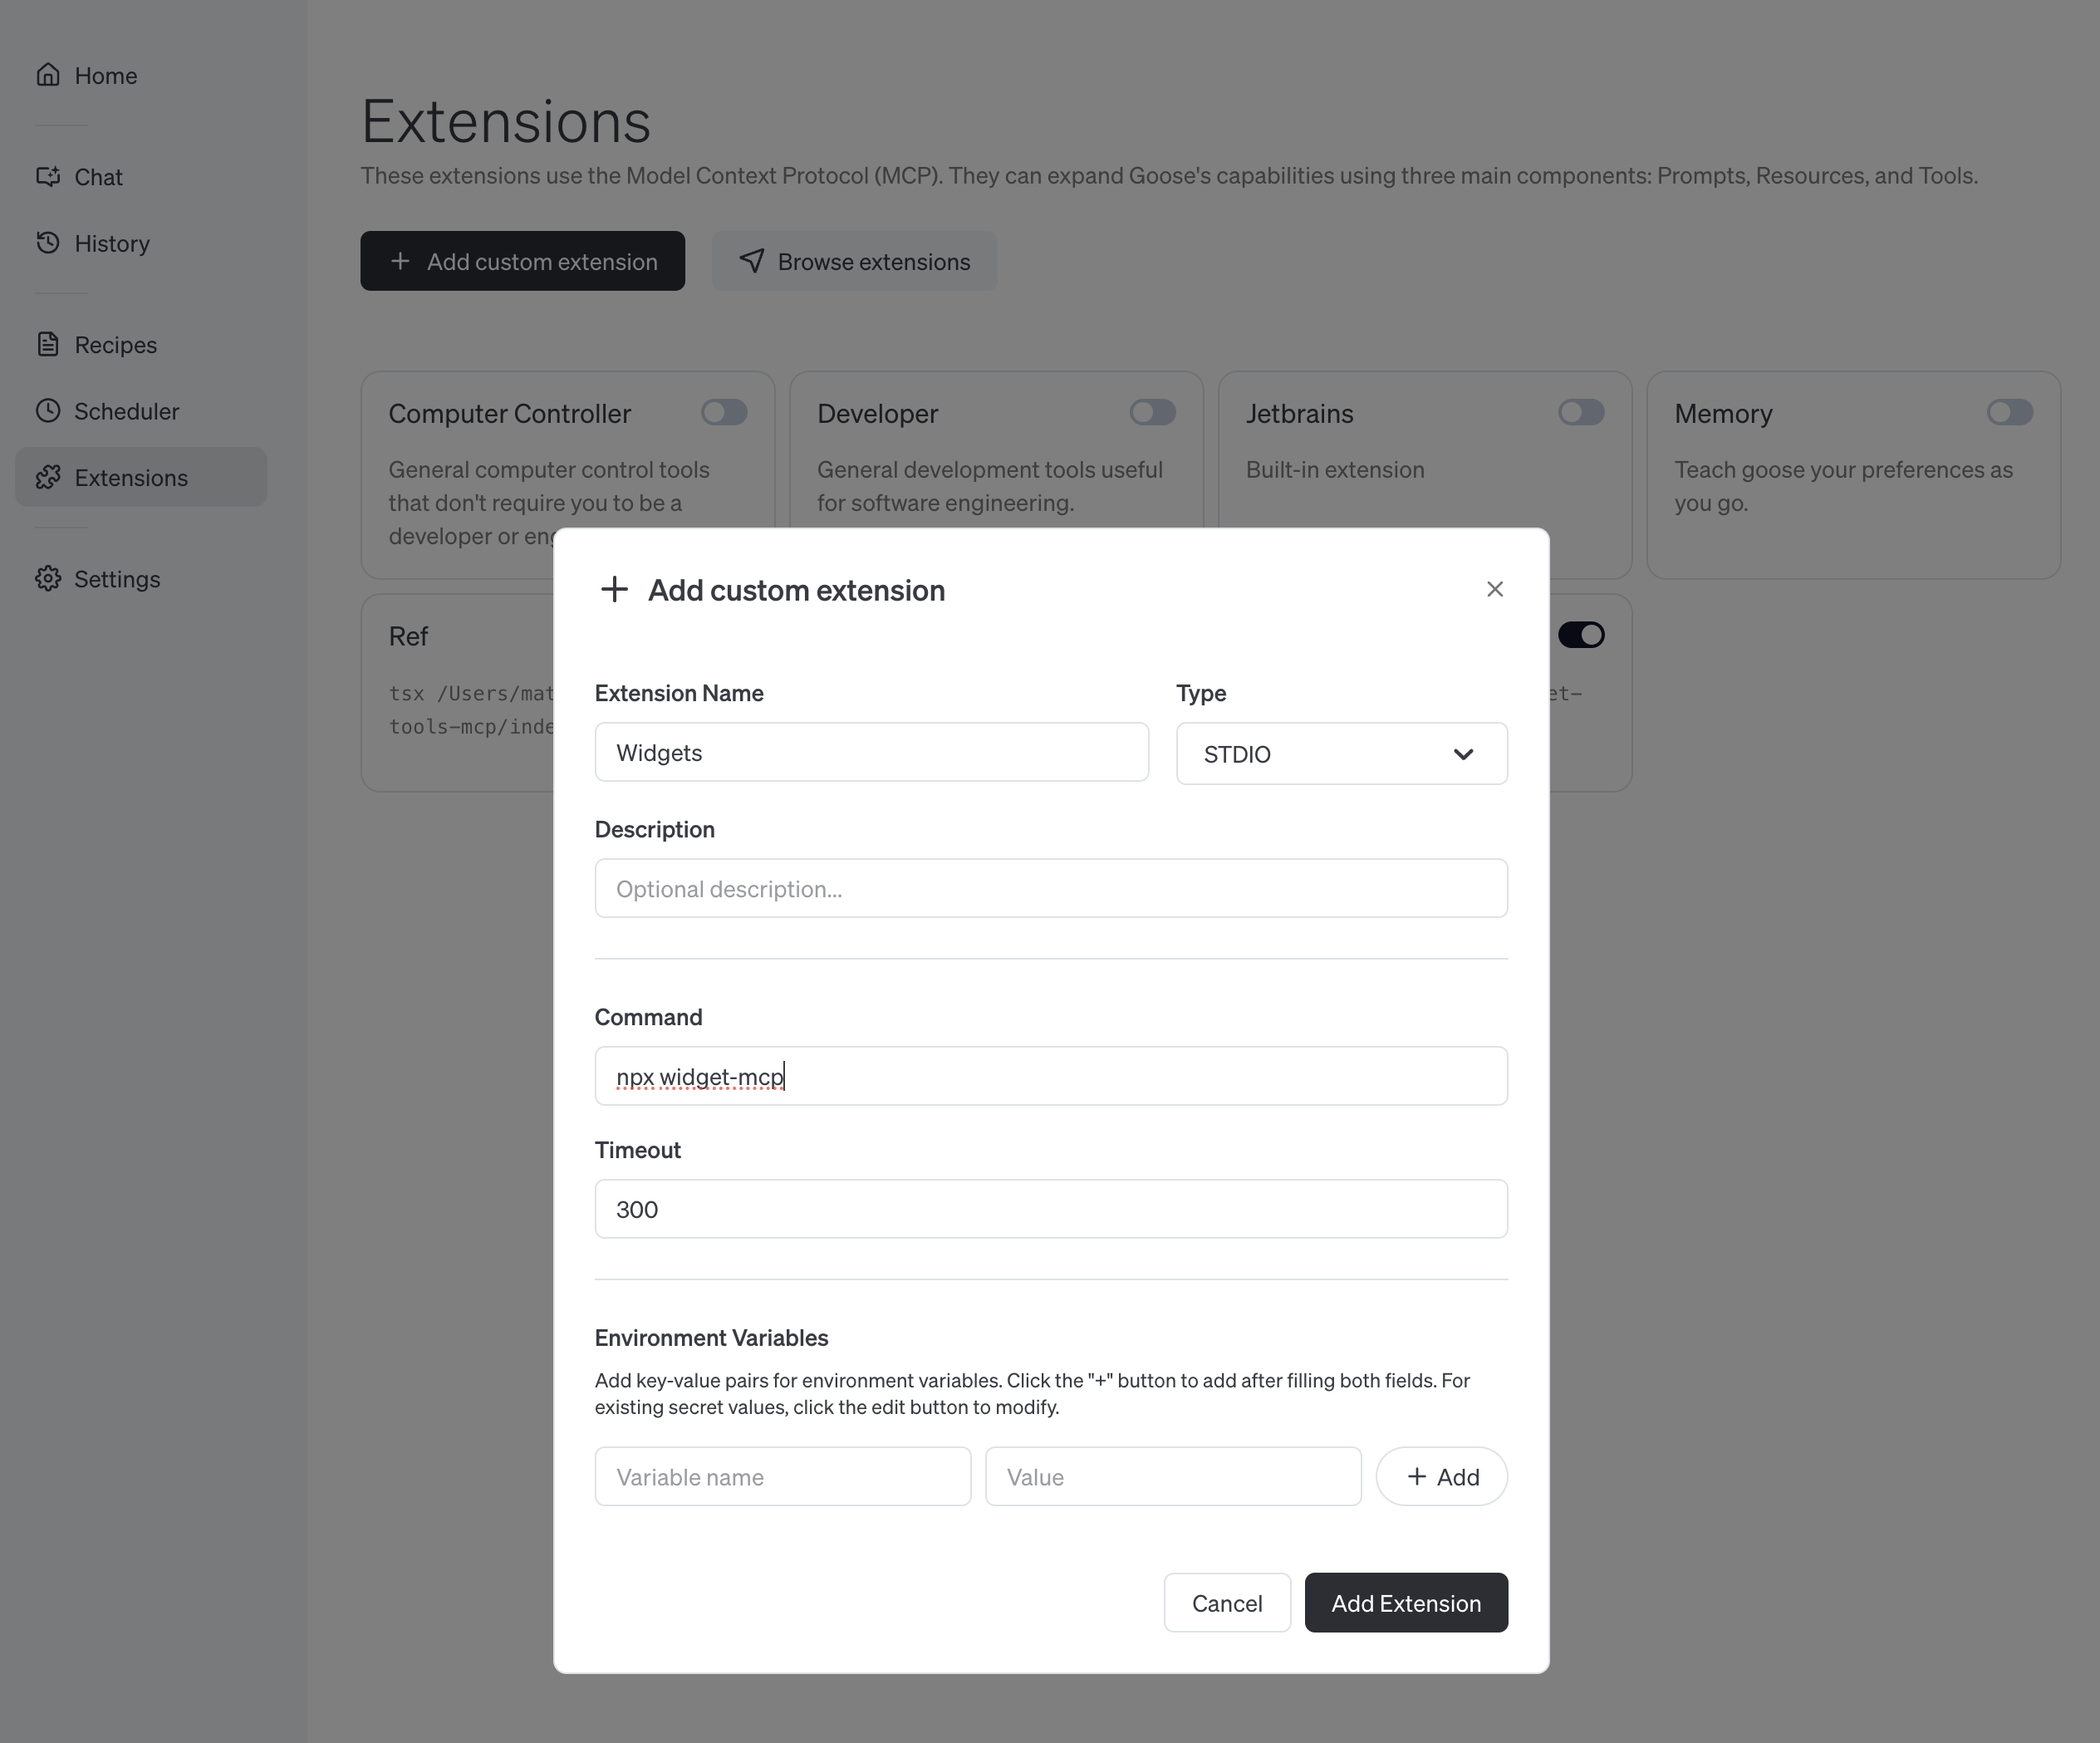 Home
Chat
History
Recipes
Scheduler
Extensions
Settings
Extensions
These extensions use the Model Context Protocol (MCP). They can expand Goose's capabilities using three main components: Prompts, Resources, and Tools.
Add custom extension
Browse extensions
Computer Controller
General computer control tools
that don't require you to be a
developer or
Developer
General development tools useful
for software engineering.
Jetbrains
Built-in extension
Memory
Teach goose your preferences as
you go.
Ref
tsx /Users/mat
tools-mcp/inde
et-
Add custom extension
Extension Name
Type
Widgets
STDIO
Description
Optional description...
Command
npx widget-mcp
Timeout
300
Environment Variables
Add key-value pairs for environment variables. Click the "+" button to add after filling both fields. For
existing secret values, click the edit button to modify.
Variable name
Value
Add
Cancel
Add Extension